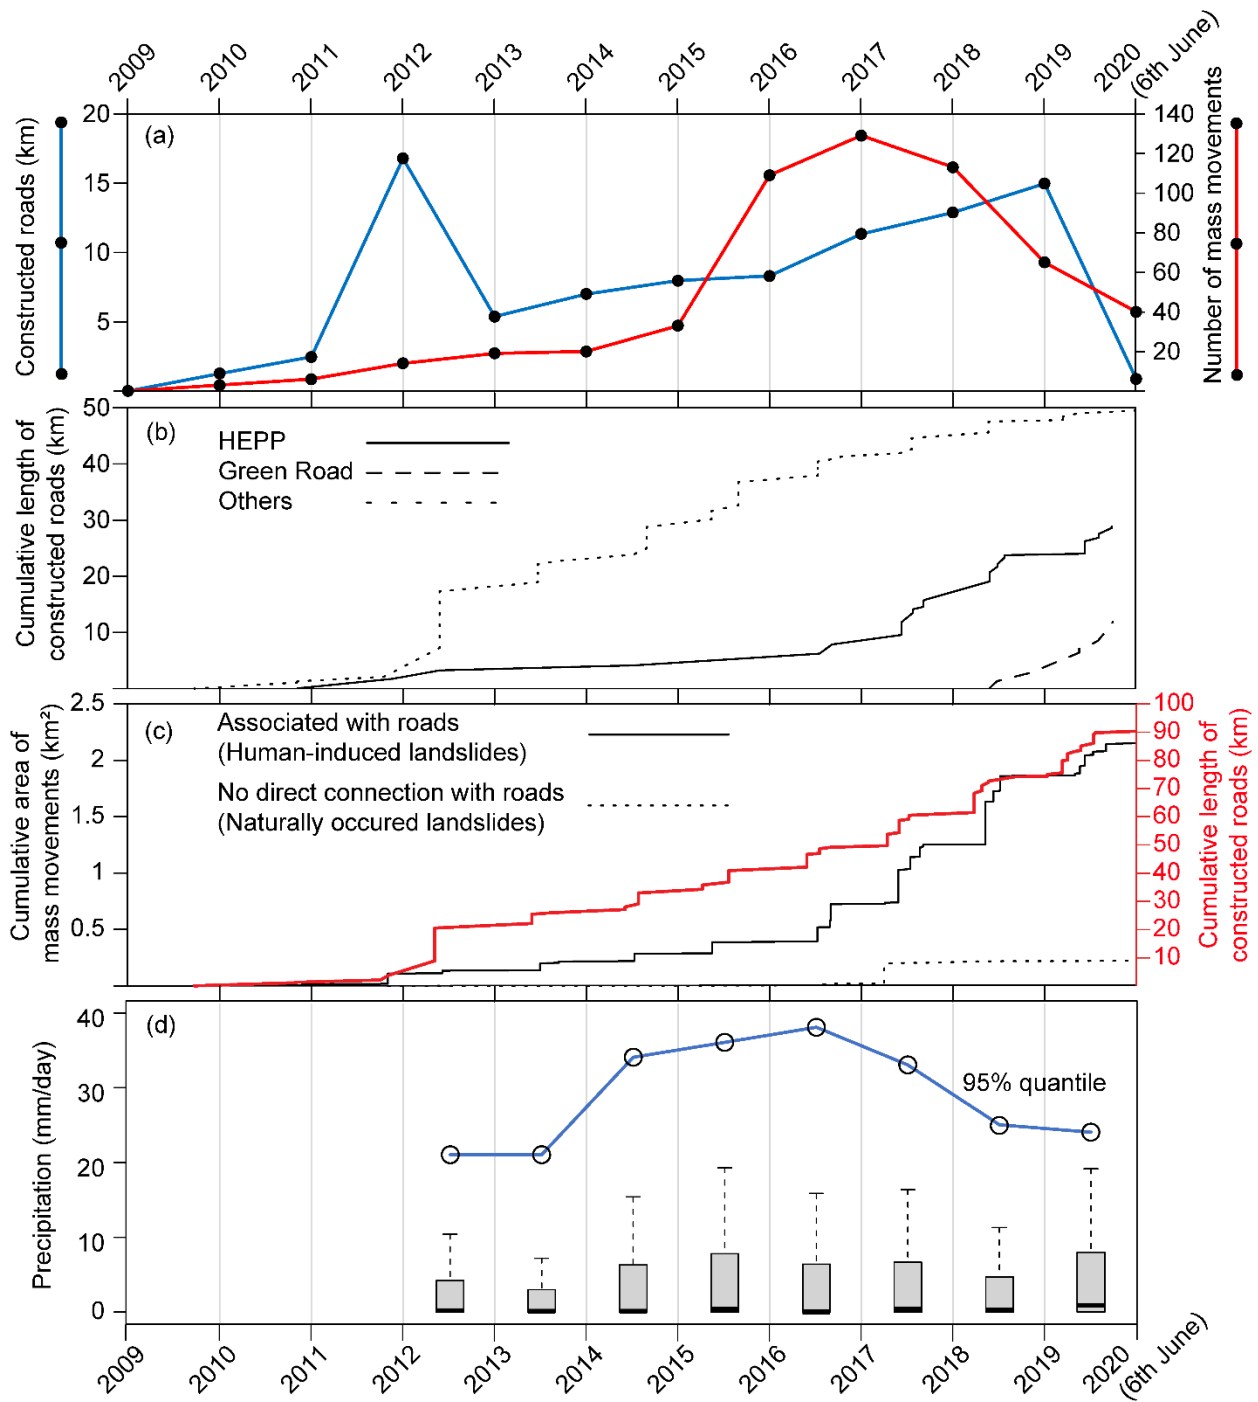 2009 2010 2011 2012 2013 2014 2015 2016 2017 2018 2019 2020
(6th June)
(a)
Constructed roads (km)
20
15
10
5
Number of mass movements
140
120
100
80
60
40
20
(b)
Cumulative length of
constructed roads (km)
50
40
30
20
10
HEPP
Green Road
Others
(c)
Cumulative area of
mass movements (km²)
2.5
2
1.5
1
0.5
Associated with roads
(Human-induced landslides)
No direct connection with roads
(Naturally occured landslides)
100
90
80
70
60
50
40
30
20
10
Cumulative length of
constructed roads (km)
(d)
Precipitation (mm/day)
40
30
20
10
0
95% quantile
2009 2010 2011 2012 2013 2014 2015 2016 2017 2018 2019 2020
(6th June)